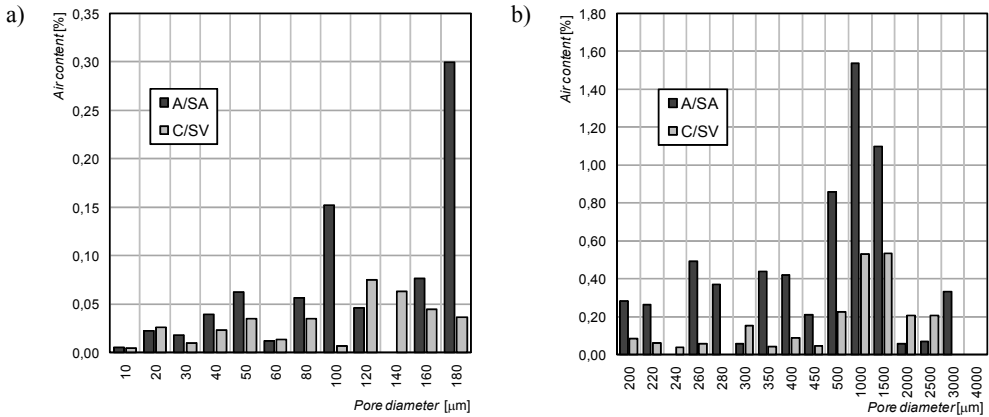 a)
Air content [%]
0,35
0,30
0,25
0,20
0,15
0,10
0,05
0,00
A/SA
C/SV
10 20 30 40 50 60 80 100 120 140 160 180
Pore diameter [μm]
b)
Air content [%]
1,80
1,60
1,40
1,20
1,00
0,80
0,60
0,40
0,20
0,00
A/SA
C/SV
200 220 240 260 280 300 350 400 450 500 1000 1500 2000 2500 3000 4000
Pore diameter [μm]